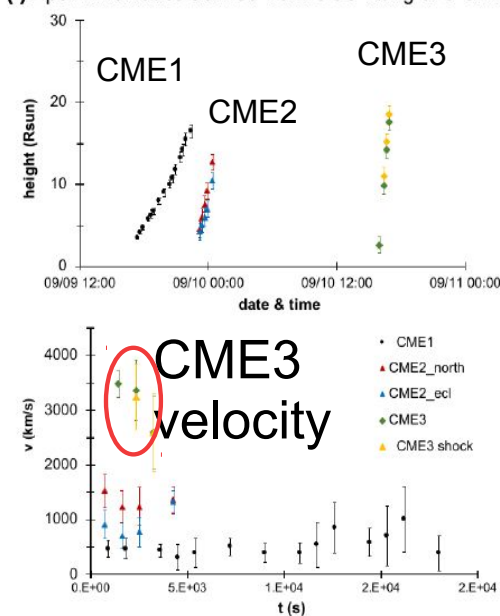 CME1
CME2
CME3
height (Rsun)
30
20
10
0
09/09 12:00
09/10 00:00
09/10 12:00
09/11 00:00
date & time
CME3
velocity
v (km/s)
4000
3000
2000
1000
0
CME1
CME2_north
CME2_ecl
CME3
CME3 shock
0.E+00
5.E+03
1.E+04
2.E+04
2.E+04
t (s)